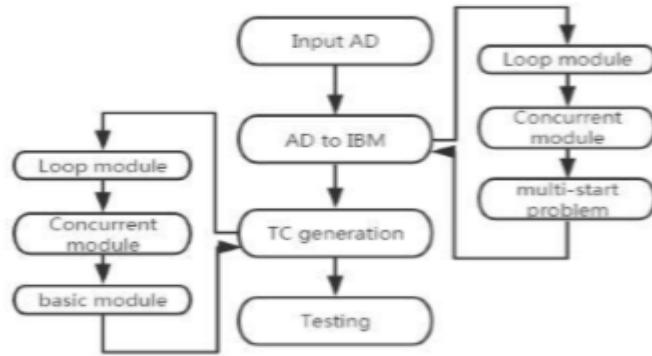 Input AD
Loop module
AD to IBM
Concurrent
module
Loop module
multi-start
problem
Concurrent
module
TC generation
basic module
Testing